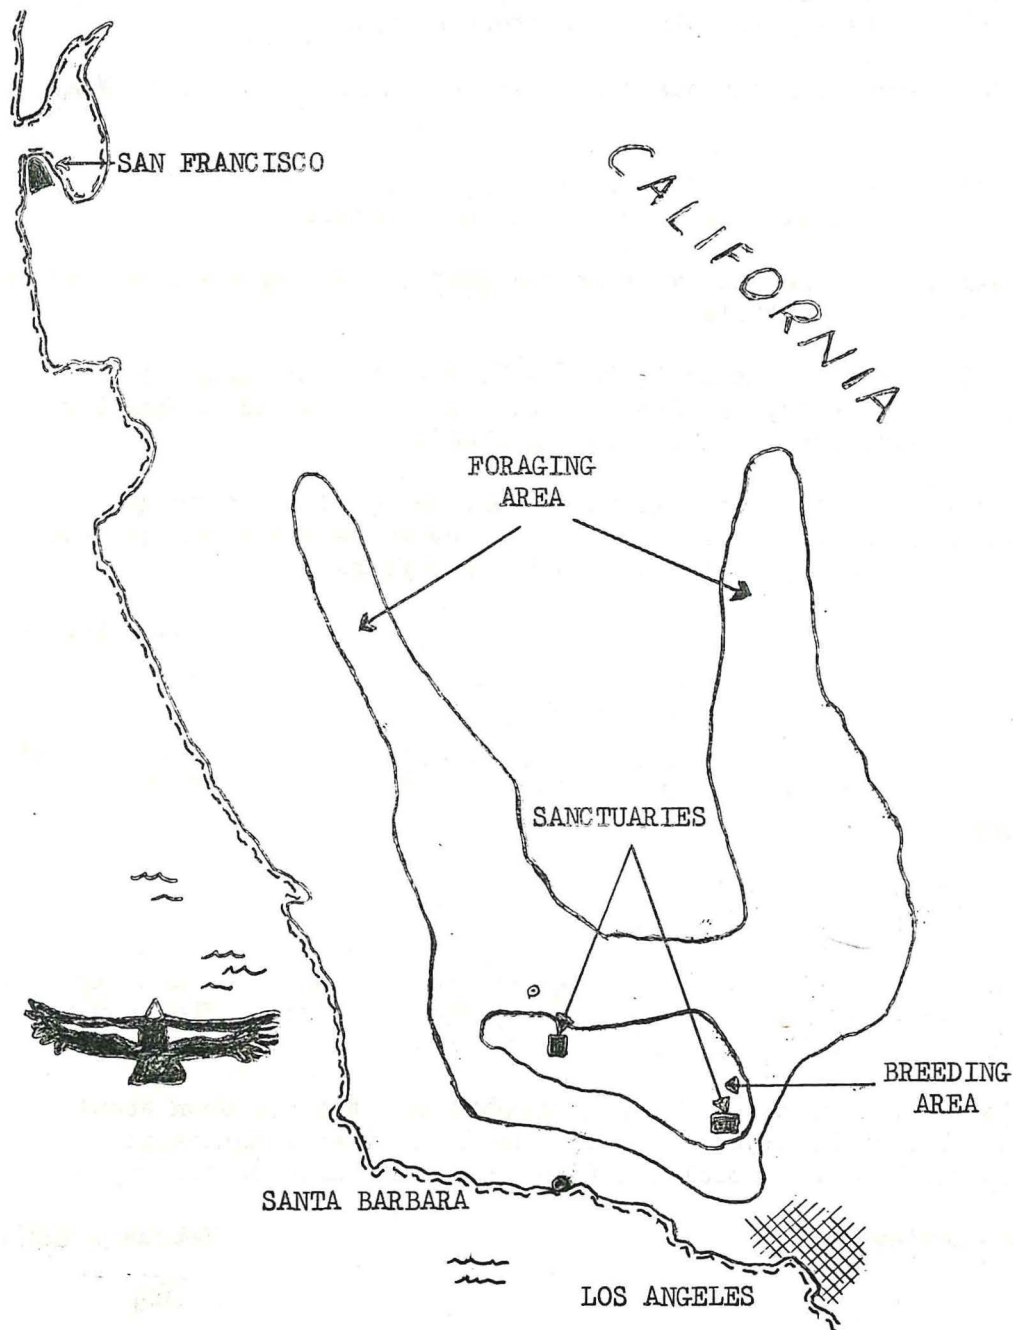 SAN FRANCISCO
CALIFORNIA
FORAGING
AREA
SANCTUARIES
BREEDING
AREA
SANTA BARBARA
LOS ANGELES